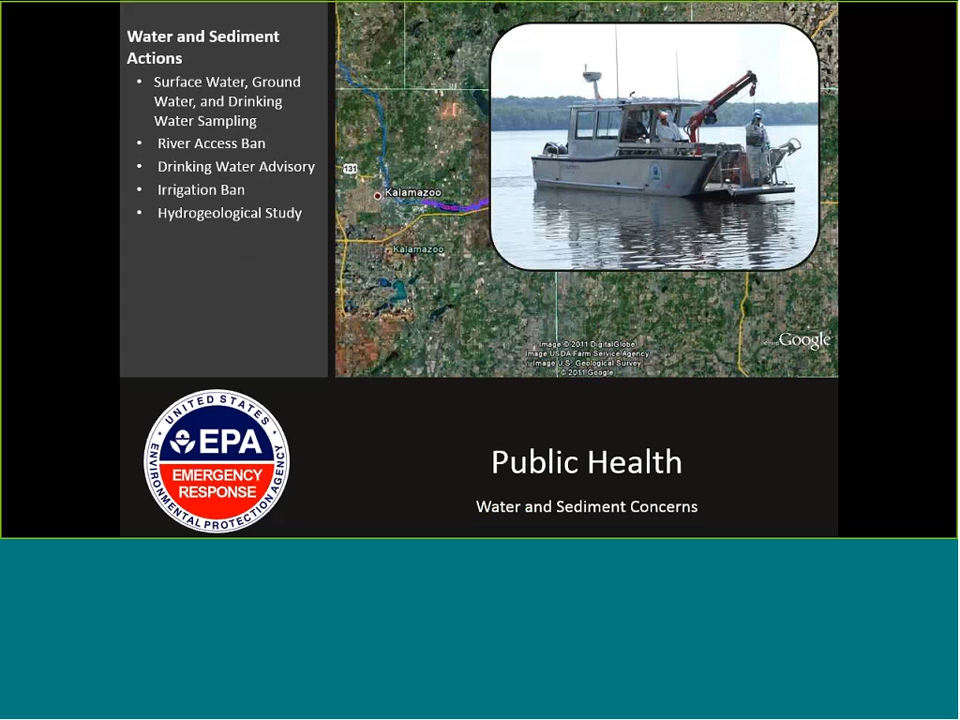 Water and Sediment
Actions
• Surface Water, Ground
Water, and Drinking
Water Sampling
• River Access Ban
• Drinking Water Advisory
• Irrigation Ban
• Hydrogeological Study
131
Kalamazoo
Kalamazoo
Image © 2011 DigitalGlobe
Image USDA Farm Service Agency
Image U.S. Geological Survey
© 2011 Google
Google
UNITED STATES
EPA
EMERGENCY
RESPONSE
ENVIRONMENTAL PROTECTION AGENCY
Public Health
Water and Sediment Concerns